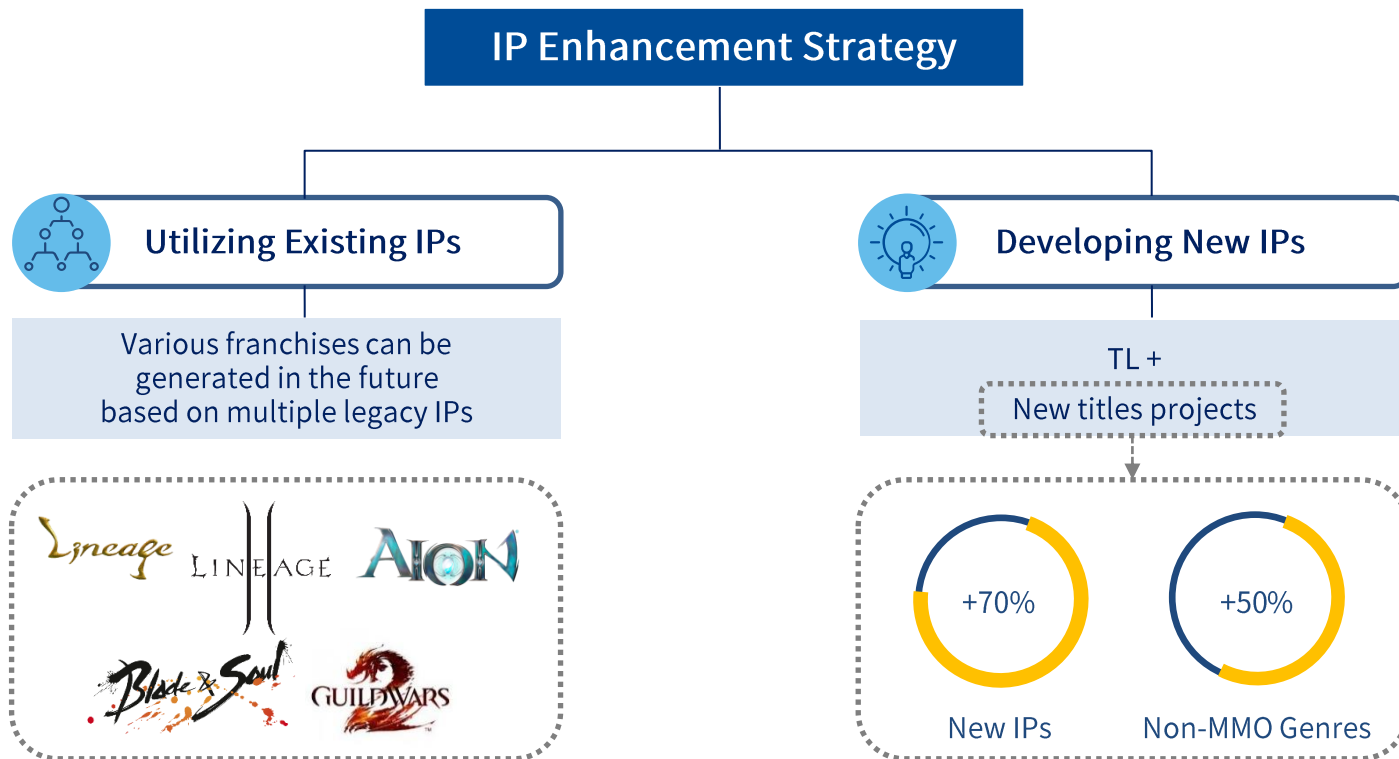 IP Enhancement Strategy
Utilizing Existing IPs
Various franchises can be
generated in the future
based on multiple legacy IPs
Lineage
LINEAGE
II
AION
Blade & Soul
GUILD WARS
2
TM
Developing New IPs
TL +
New titles projects
+70%
New IPs
+50%
Non-MMO Genres